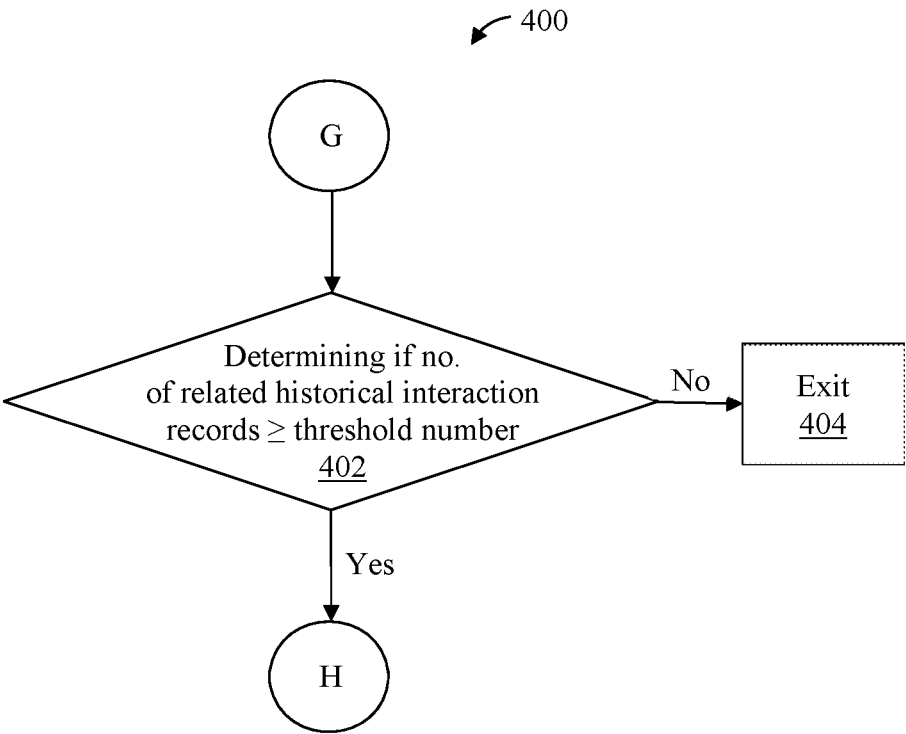 400
G
Determining if no.
of related historical interaction
records ≥ threshold number
402
No
Exit
404
Yes
H